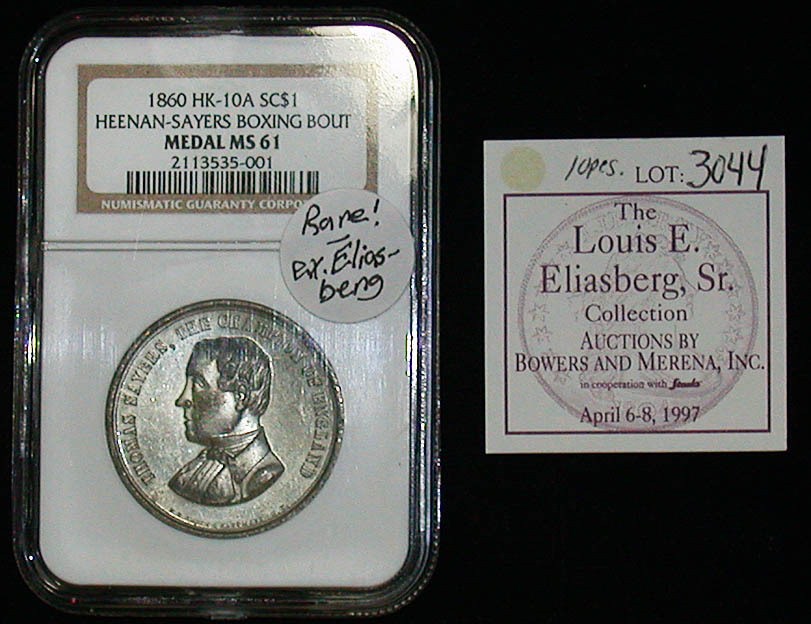 1860 HK-10A SC$1
HEENAN-SAYERS BOXING BOUT
MEDAL MS 61
2113535-001
NUMISMATIC GUARANTY CORPO
Rare!
ex. Elias-
berg
THOMAS SAYERS, THE CHAMPION OF ENGLAND
10pcs. LOT: 3044
The
Louis E.
Eliasberg, Sr.
Collection
AUCTIONS BY
BOWERS AND MERENA, INC.
in cooperation with Stack's
April 6-8, 1997